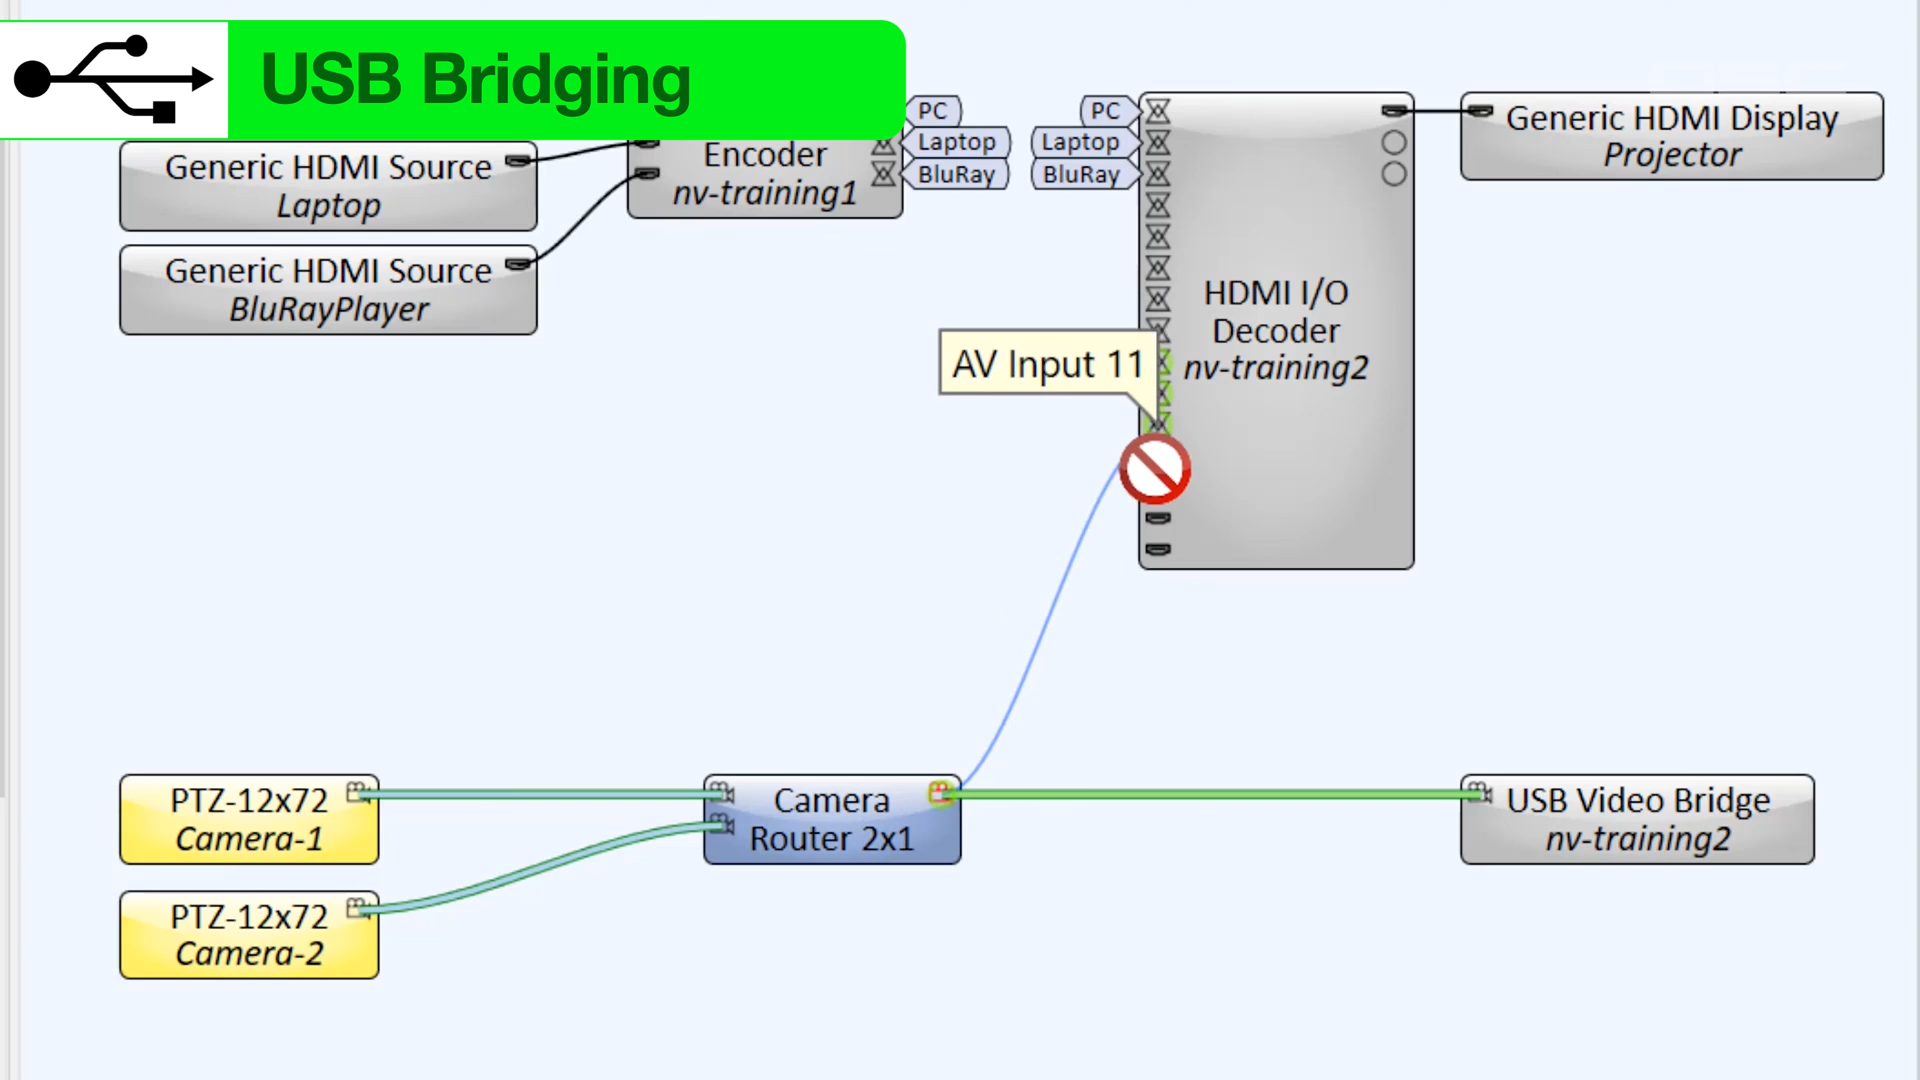 USB Bridging
PC
Laptop
BluRay
PC
Laptop
BluRay
Generic HDMI Source
Laptop
Generic HDMI Source
BluRayPlayer
Encoder
nv-training1
Generic HDMI Display
Projector
HDMI I/O
Decoder
nv-training2
AV Input 11
PTZ-12x72
Camera-1
PTZ-12x72
Camera-2
Camera
Router 2x1
USB Video Bridge
nv-training2